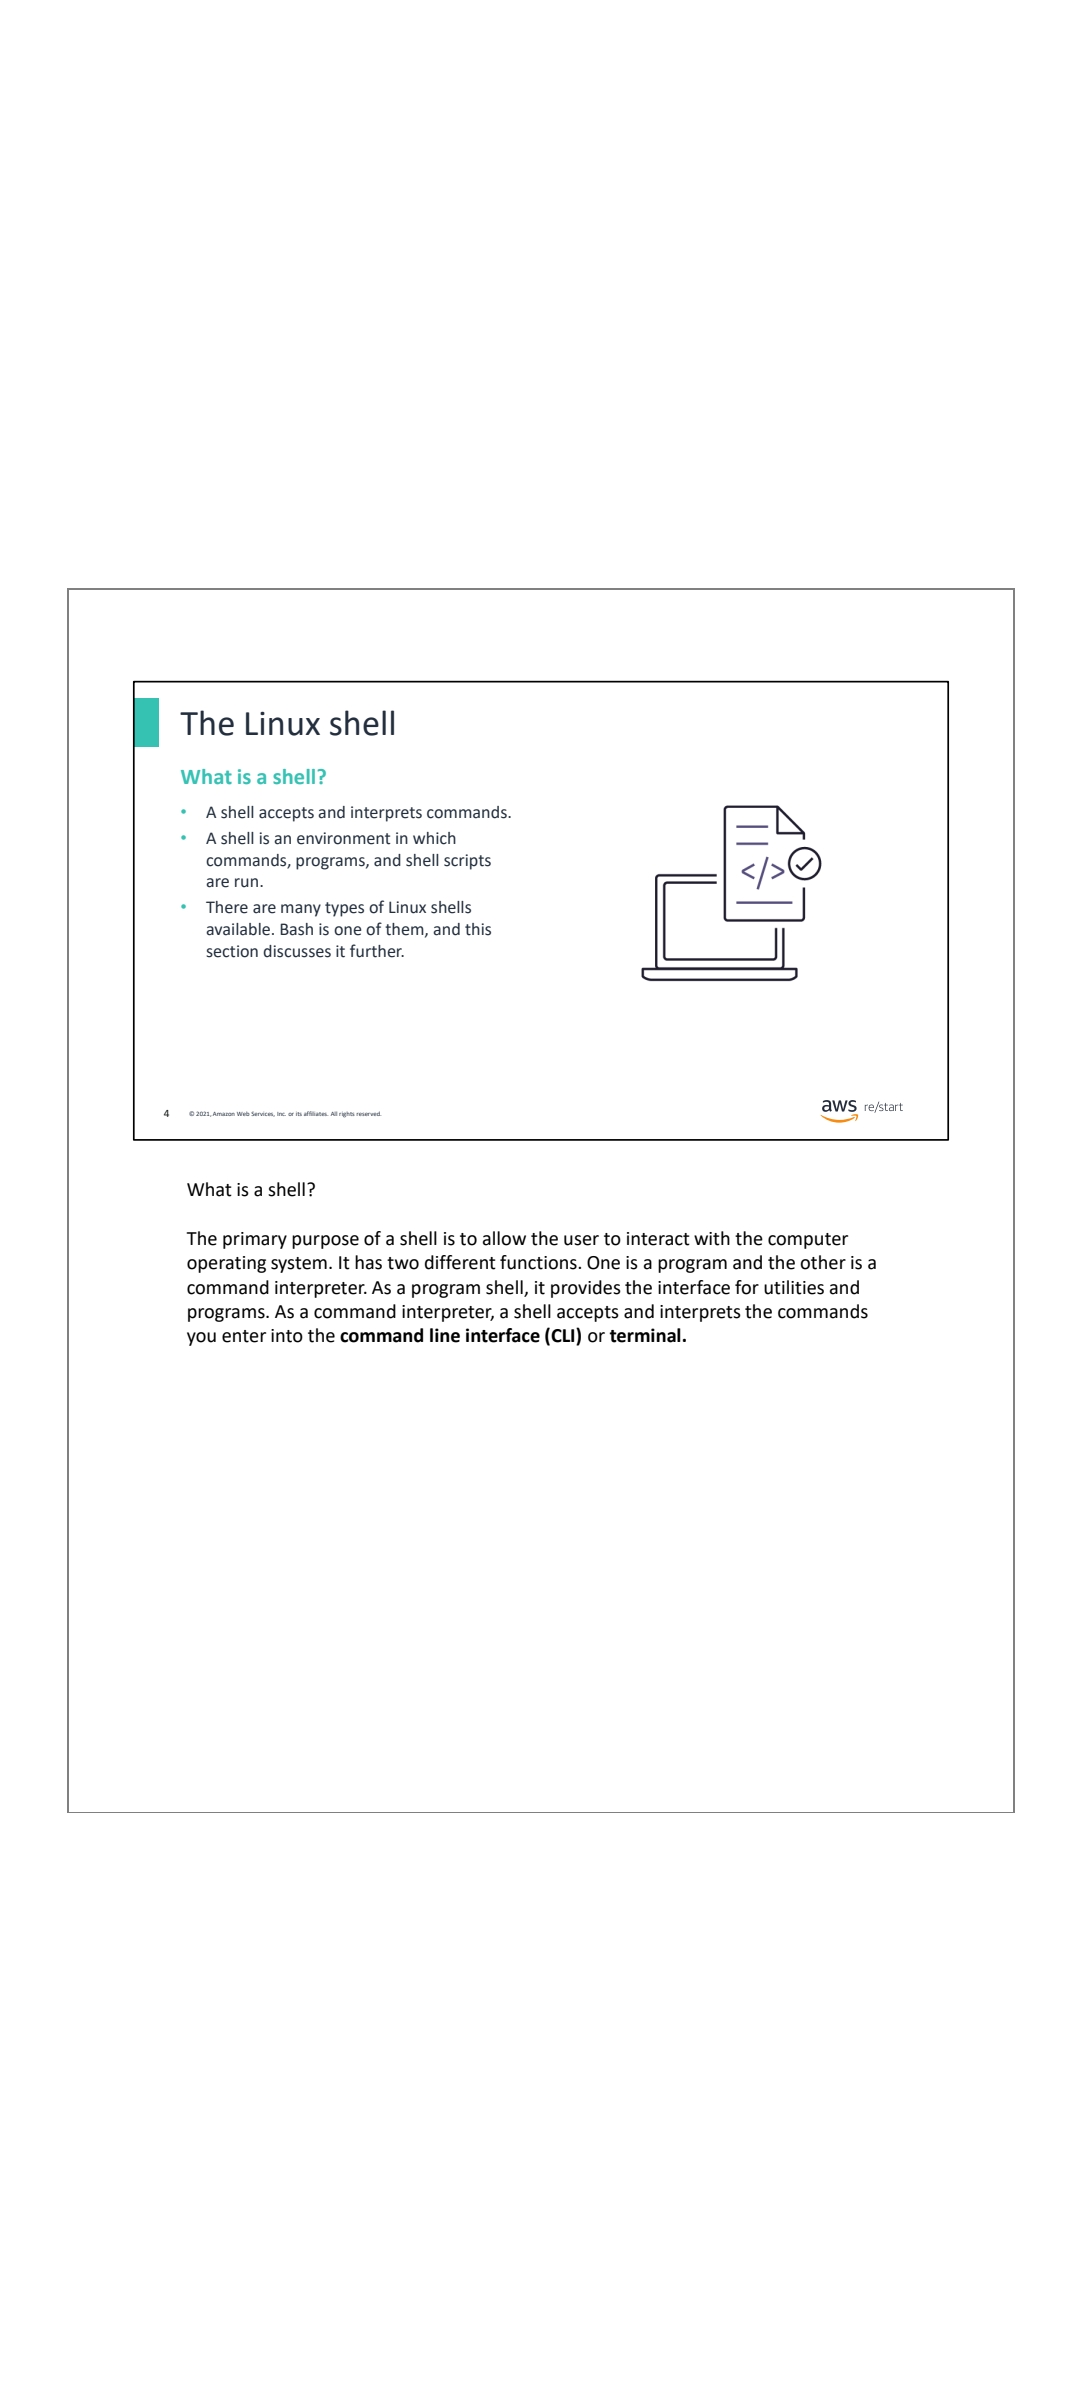 The Linux shell
What is a shell?
• A shell accepts and interprets commands.
• A shell is an environment in which
commands, programs, and shell scripts
are run.
• There are many types of Linux shells
available. Bash is one of them, and this
section discusses it further.
</>
4 © 2021, Amazon Web Services, Inc. or its affiliates. All rights reserved.
aws re/start
What is a shell?
The primary purpose of a shell is to allow the user to interact with the computer
operating system. It has two different functions. One is a program and the other is a
command interpreter. As a program shell, it provides the interface for utilities and
programs. As a command interpreter, a shell accepts and interprets the commands
you enter into the command line interface (CLI) or terminal.